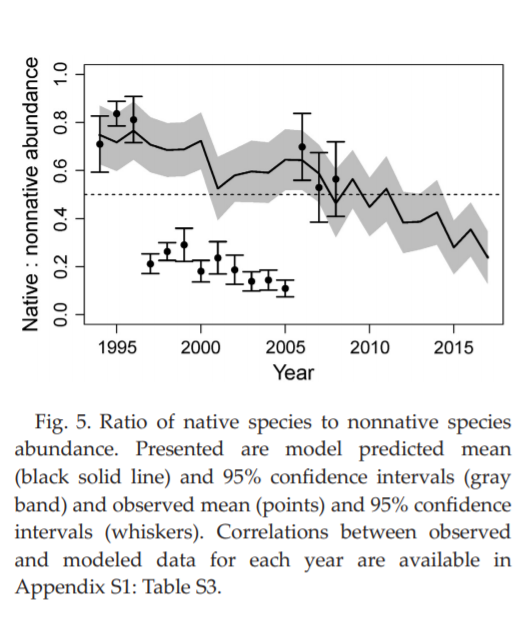 Native : nonnative abundance
1.0
0.8
0.6
0.4
0.2
0.0
1995 2000 2005 2010 2015
Year
Fig. 5. Ratio of native species to nonnative species
abundance. Presented are model predicted mean
(black solid line) and 95% confidence intervals (gray
band) and observed mean (points) and 95% confidence
intervals (whiskers). Correlations between observed
and modeled data for each year are available in
Appendix S1: Table S3.